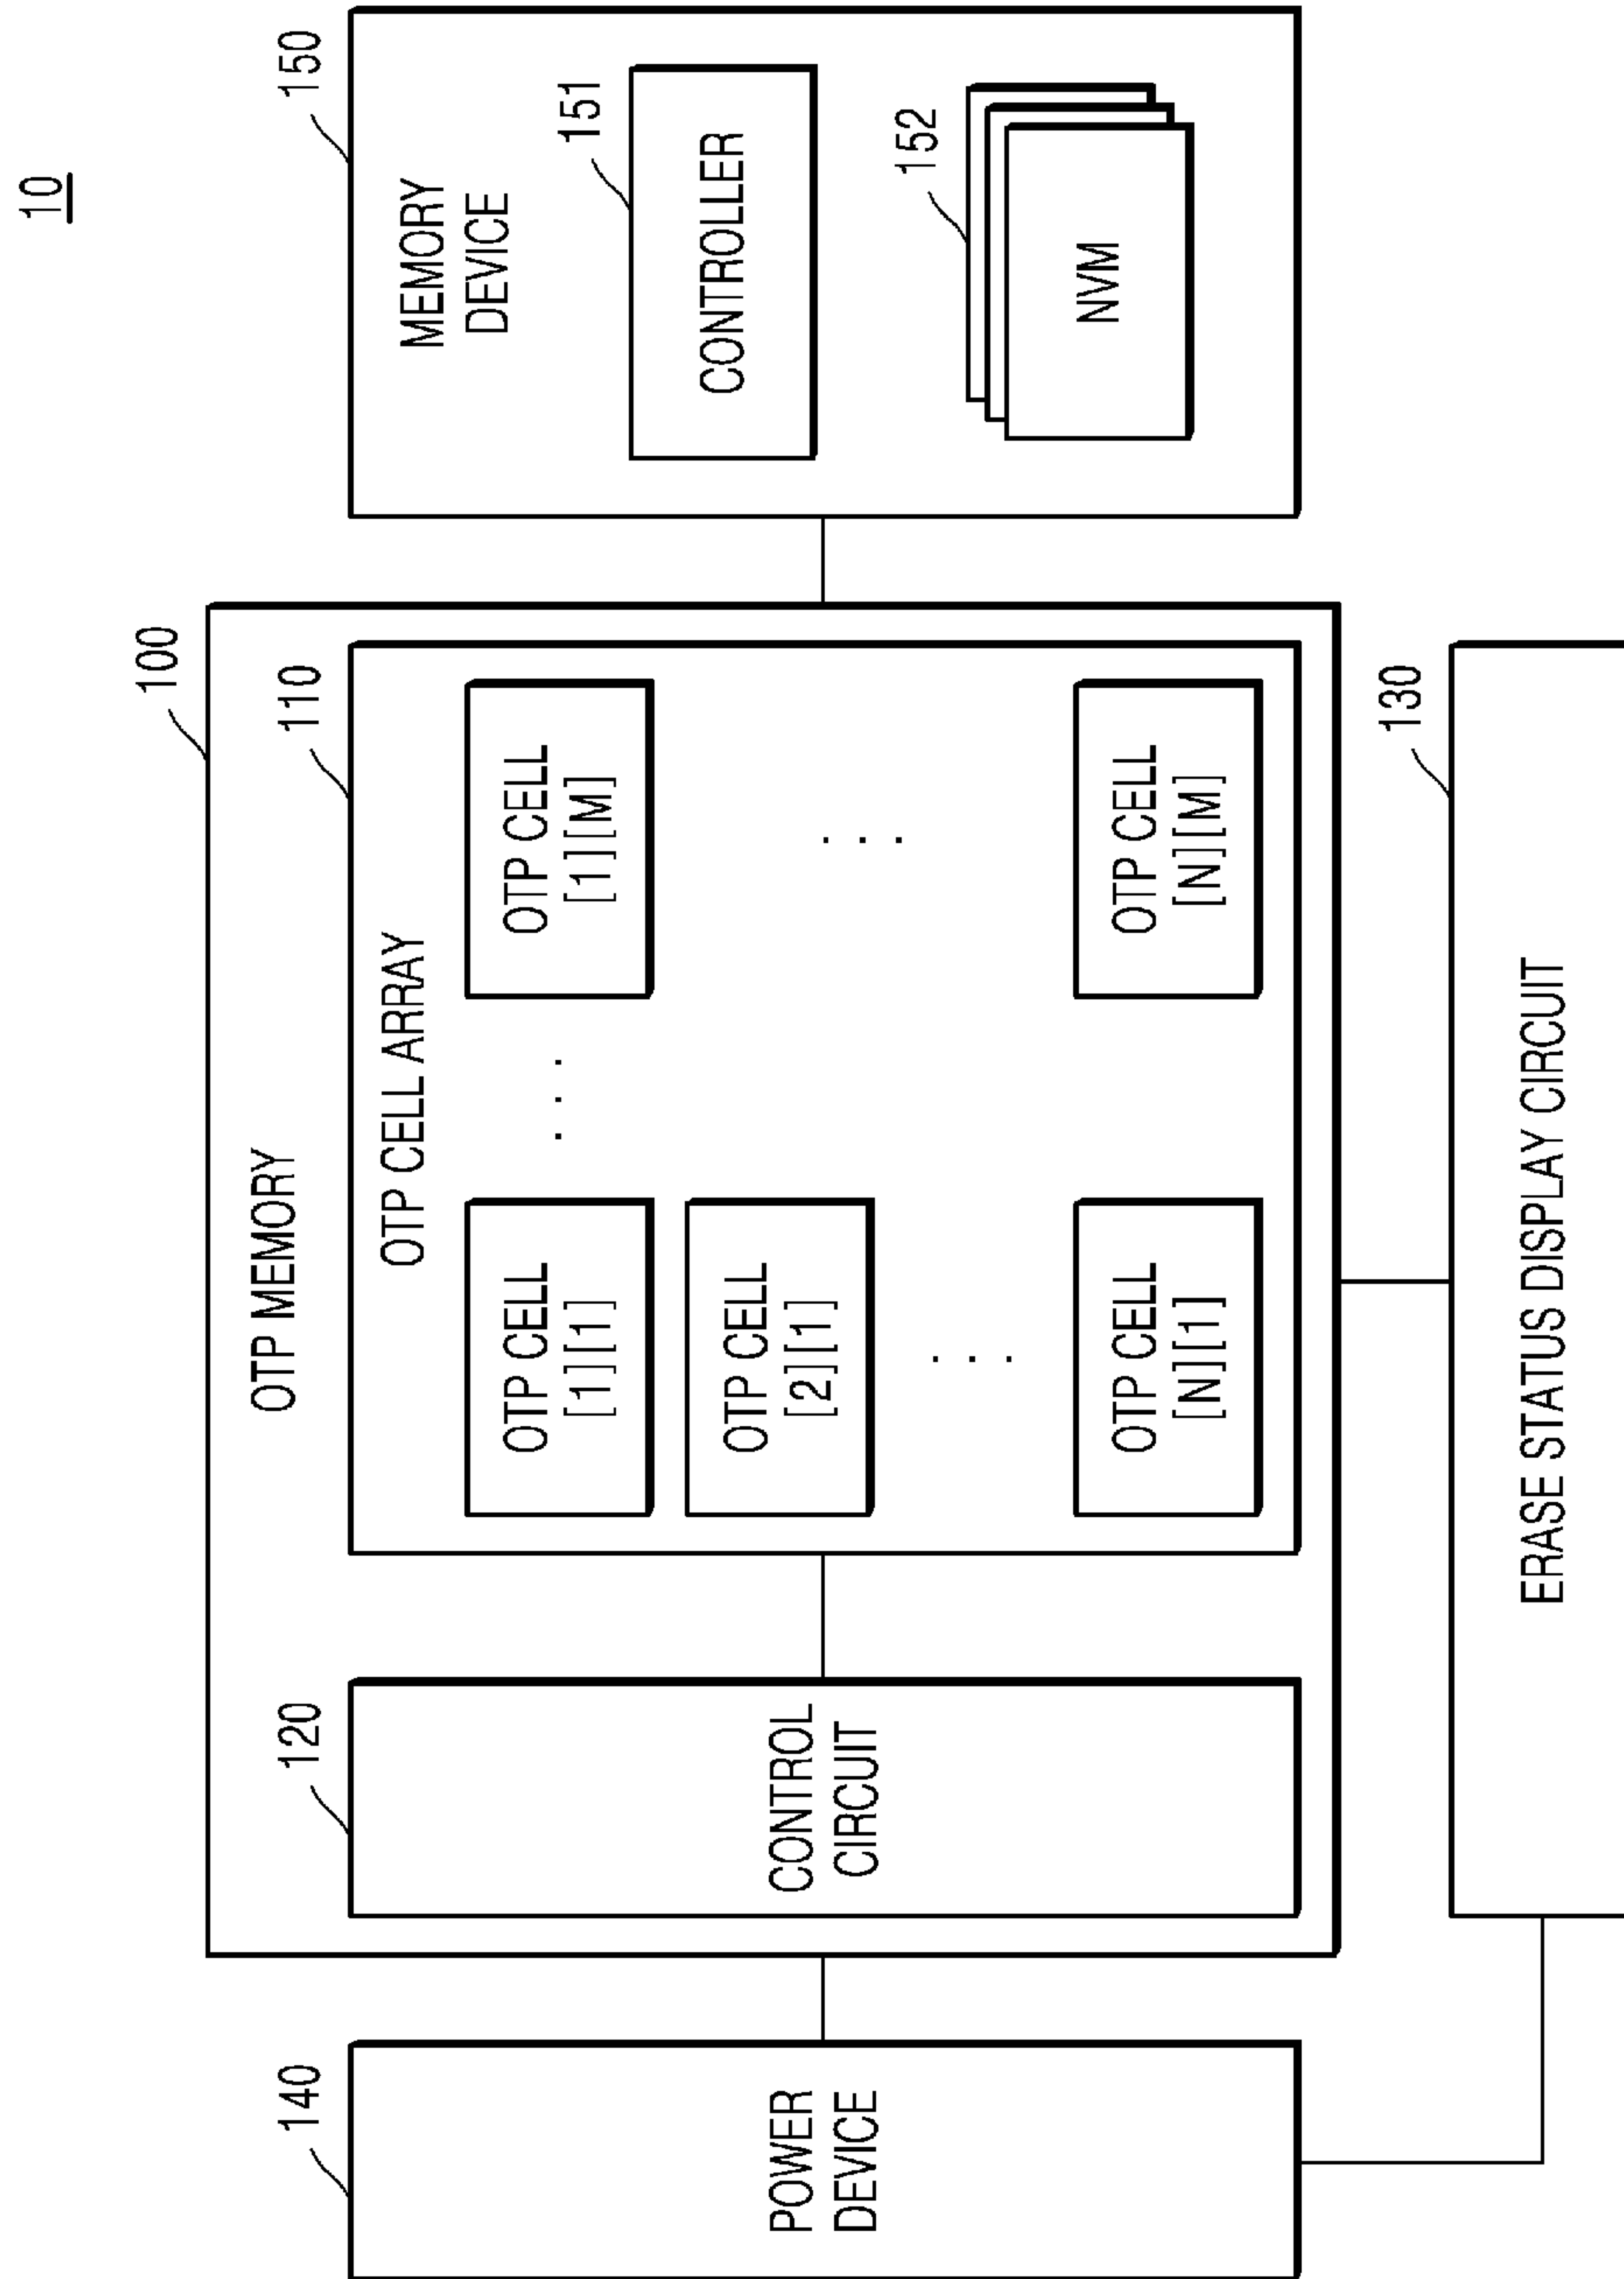 10
140
POWER
DEVICE
100
OTP MEMORY
120
CONTROL
CIRCUIT
110
OTP CELL ARRAY
OTP CELL
[1][1]
. . .
OTP CELL
[1][M]
OTP CELL
[2][1]
. . .
. . .
OTP CELL
[N][1]
OTP CELL
[N][M]
150
MEMORY
DEVICE
151
CONTROLLER
152
NVM
130
ERASE STATUS DISPLAY CIRCUIT